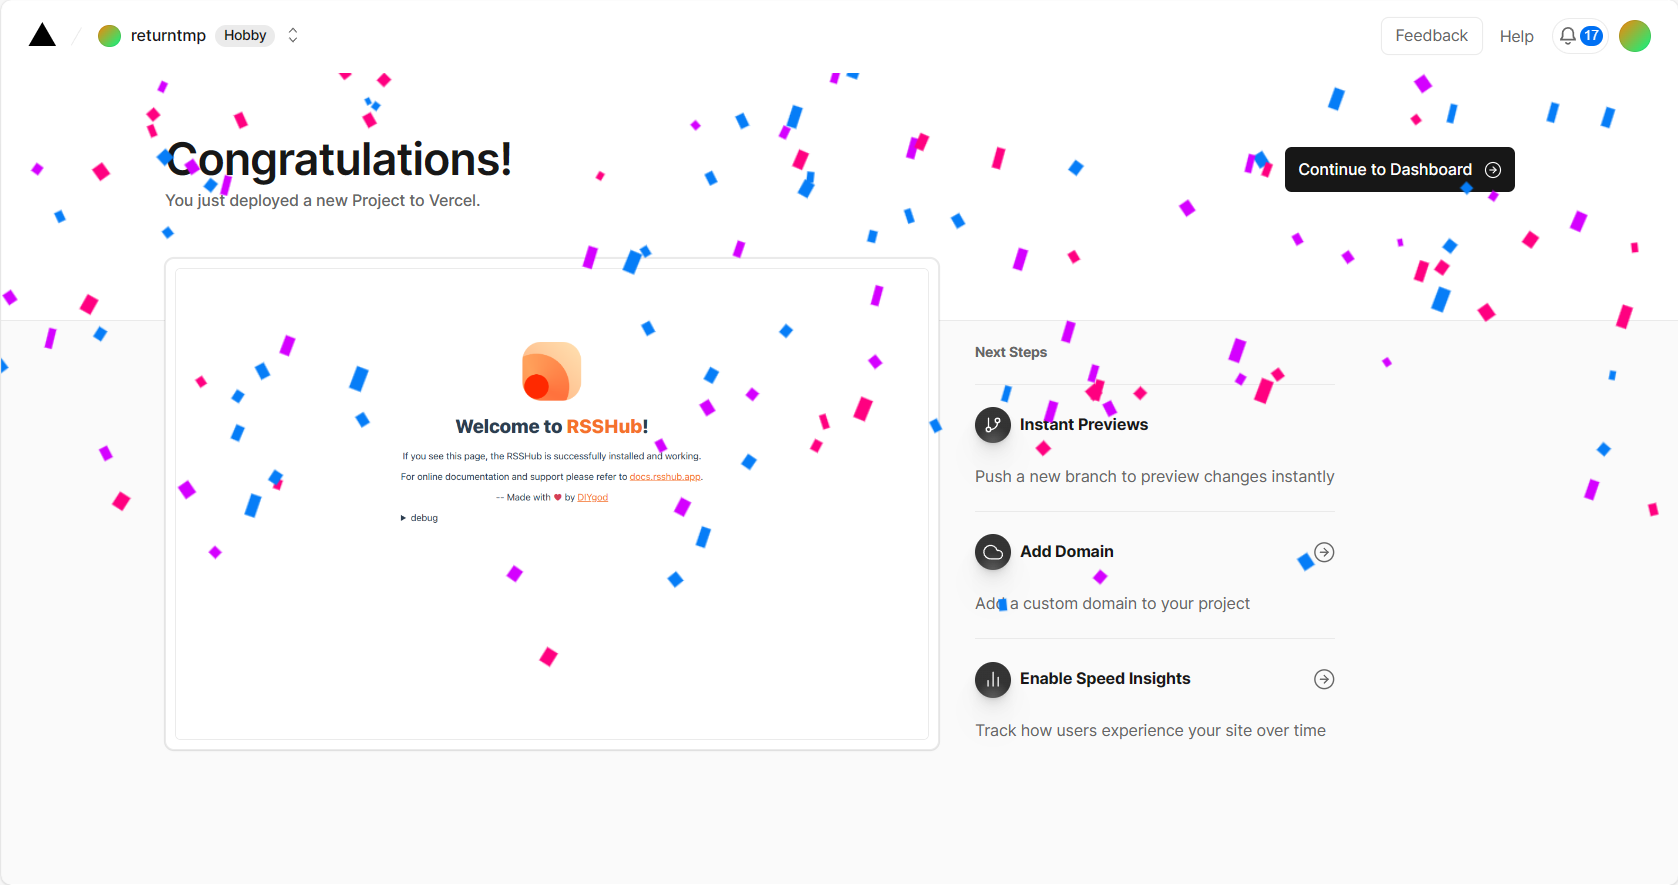 returntmp Hobby
Feedback Help 17
Congratulations!
You just deployed a new Project to Vercel.
Continue to Dashboard
Welcome to RSSHub!
If you see this page, the RSSHub is successfully installed and working.
For online documentation and support please refer to docs.rsshub.app.
-- Made with ❤ by DIYgod
debug
Next Steps
Instant Previews
Push a new branch to preview changes instantly
Add Domain
Add a custom domain to your project
Enable Speed Insights
Track how users experience your site over time